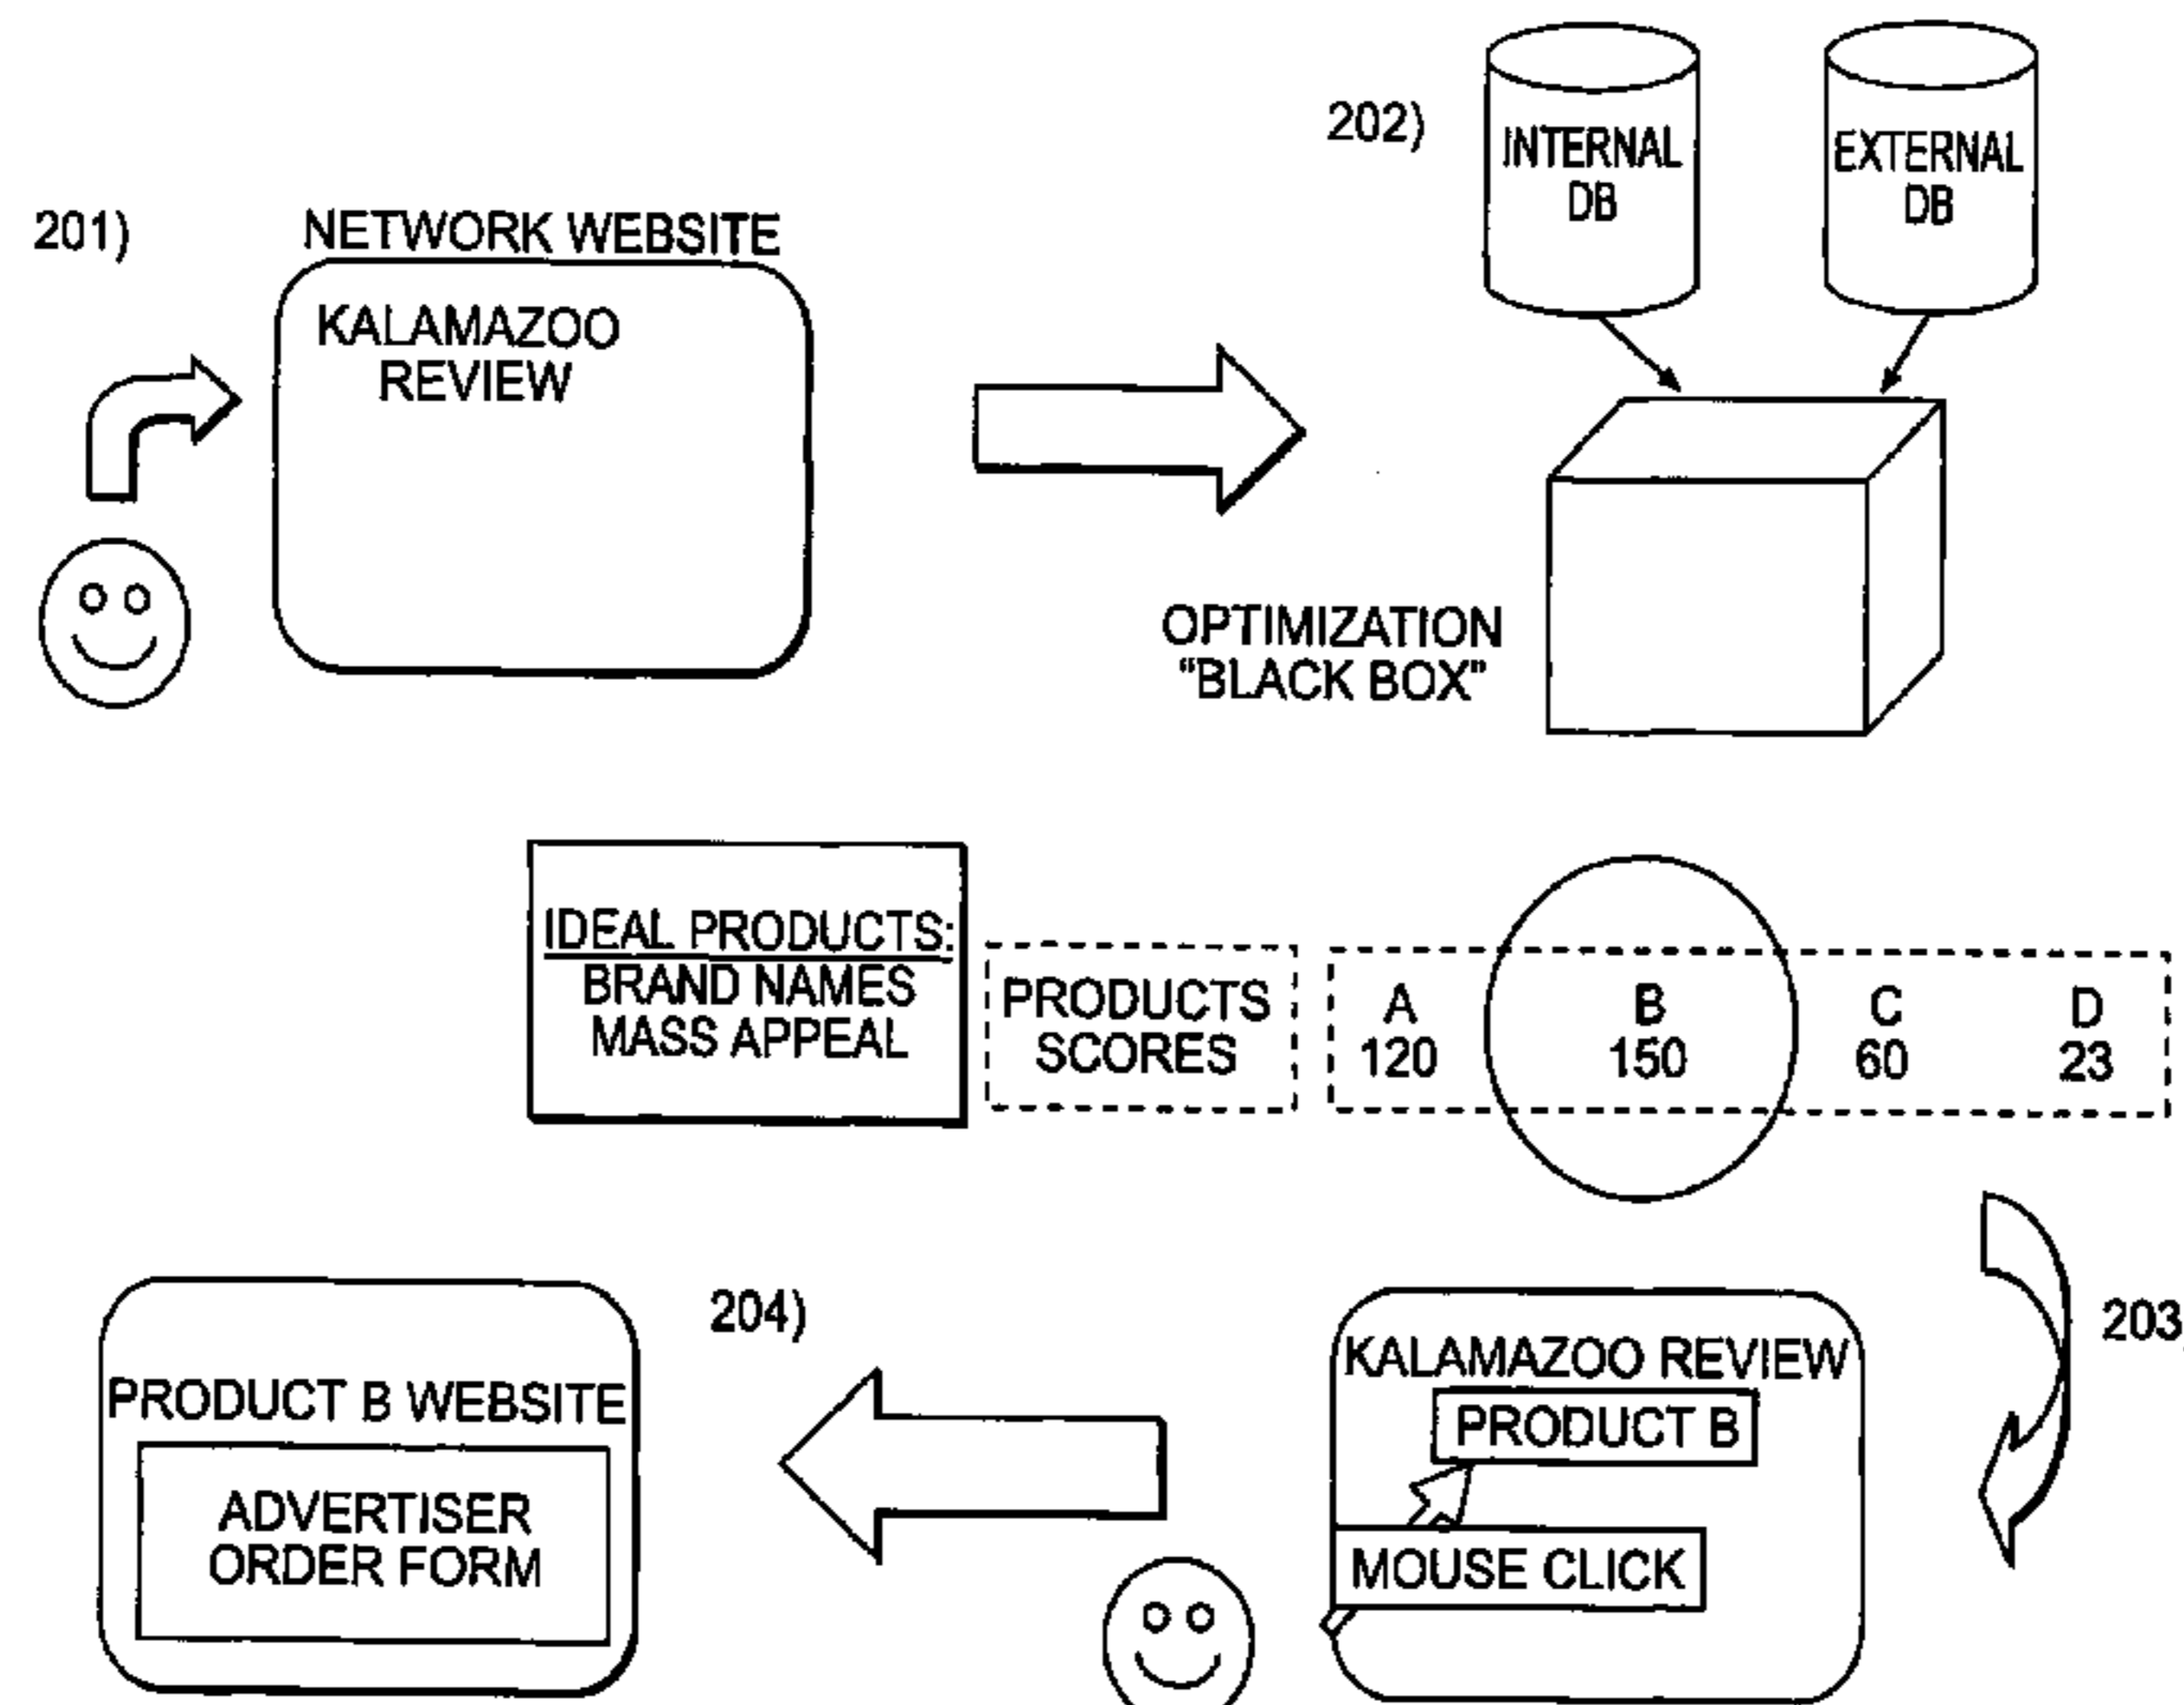 201)
NETWORK WEBSITE
KALAMAZOO
REVIEW
202)
INTERNAL
DB
EXTERNAL
DB
OPTIMIZATION
"BLACK BOX"
IDEAL PRODUCTS:
BRAND NAMES
MASS APPEAL
PRODUCTS
SCORES
A B C D
120 150 60 23
203)
KALAMAZOO REVIEW
PRODUCT B
MOUSE CLICK
204)
PRODUCT B WEBSITE
ADVERTISER
ORDER FORM